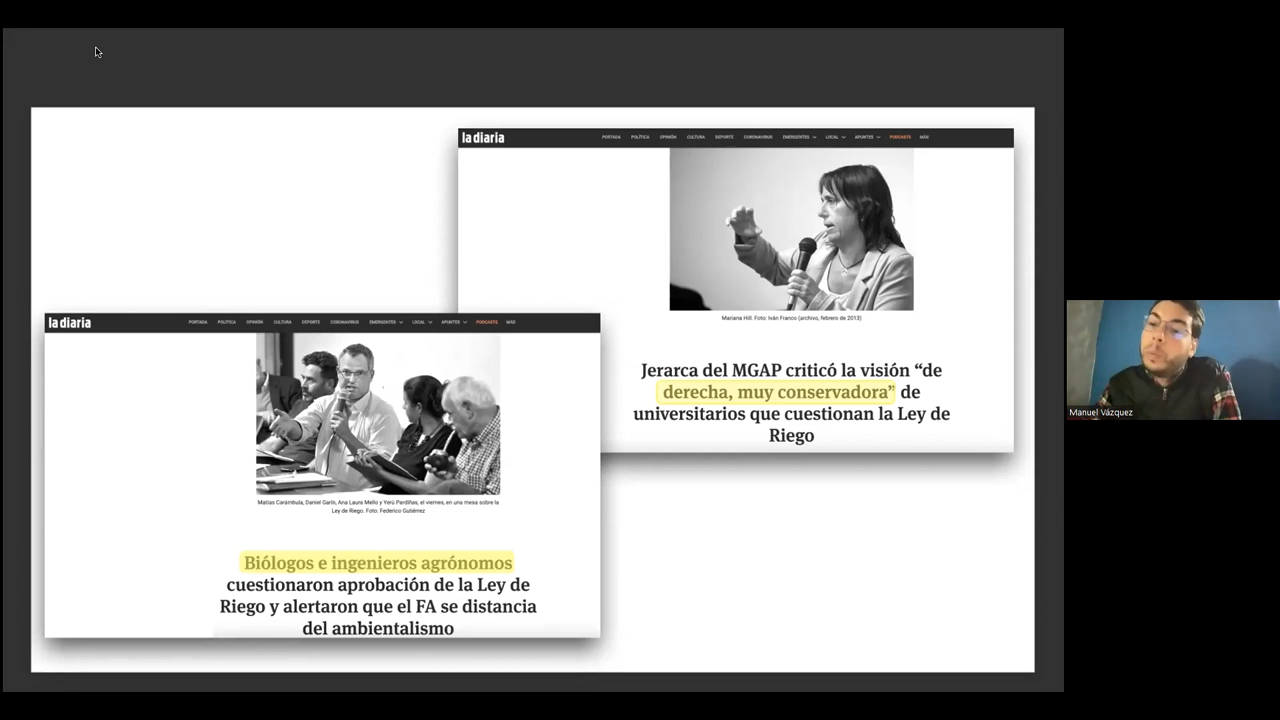 la diaria
PORTADA POLÍTICA OPINIÓN CULTURA DEPORTE CORONAVIRUS EMERGENTES LOCAL APUNTES PODCASTS MÁS
Mariana Hill. Foto: Iván Franco (archivo, febrero de 2013)
Jerarca del MGAP criticó la visión “de
derecha, muy conservadora” de
universitarios que cuestionan la Ley de
Riego
la diaria
PORTADA POLÍTICA OPINIÓN CULTURA DEPORTE CORONAVIRUS EMERGENTES LOCAL APUNTES PODCASTS MÁS
Matías Carámbula, Daniel Garín, Ana Laura Mello y Yerú Pardiñas, el viernes, en una mesa sobre la
Ley de Riego. Foto: Federico Gutiérrez
Biólogos e ingenieros agrónomos
cuestionaron aprobación de la Ley de
Riego y alertaron que el FA se distancia
del ambientalismo
Manuel Vázquez